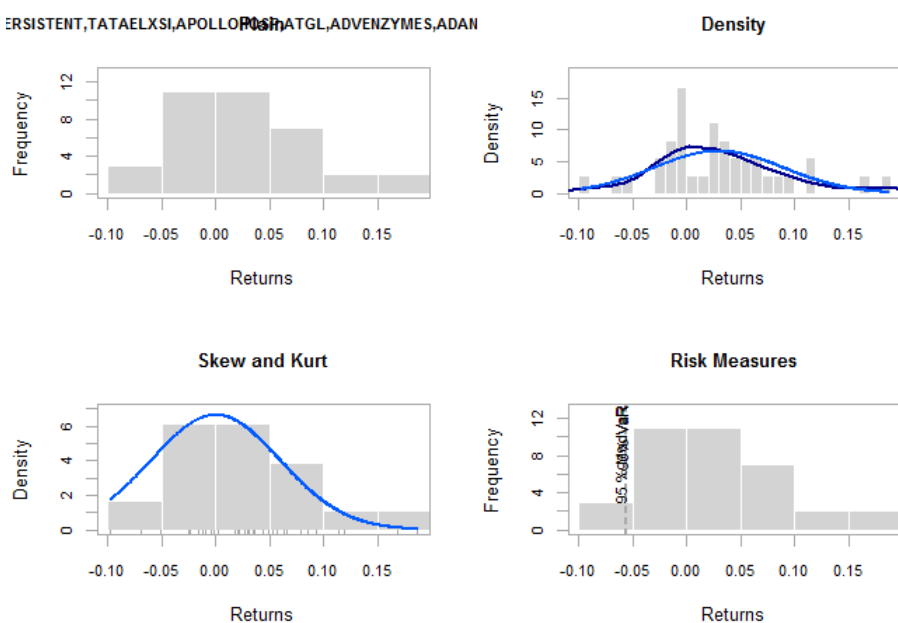 ERSISTENT,TATAELXSI,APOLLOHOSP,ATGL,ADVENZYMES,ADAN
Plain
Frequency
12
8
4
0
-0.10 -0.05 0.00 0.05 0.10 0.15
Returns
Density
Density
15
10
5
0
-0.10 -0.05 0.00 0.05 0.10 0.15
Returns
Skew and Kurt
Density
6
4
2
0
-0.10 -0.05 0.00 0.05 0.10 0.15
Returns
Risk Measures
Frequency
12
8
4
0
95 % ModVaR
-0.10 -0.05 0.00 0.05 0.10 0.15
Returns